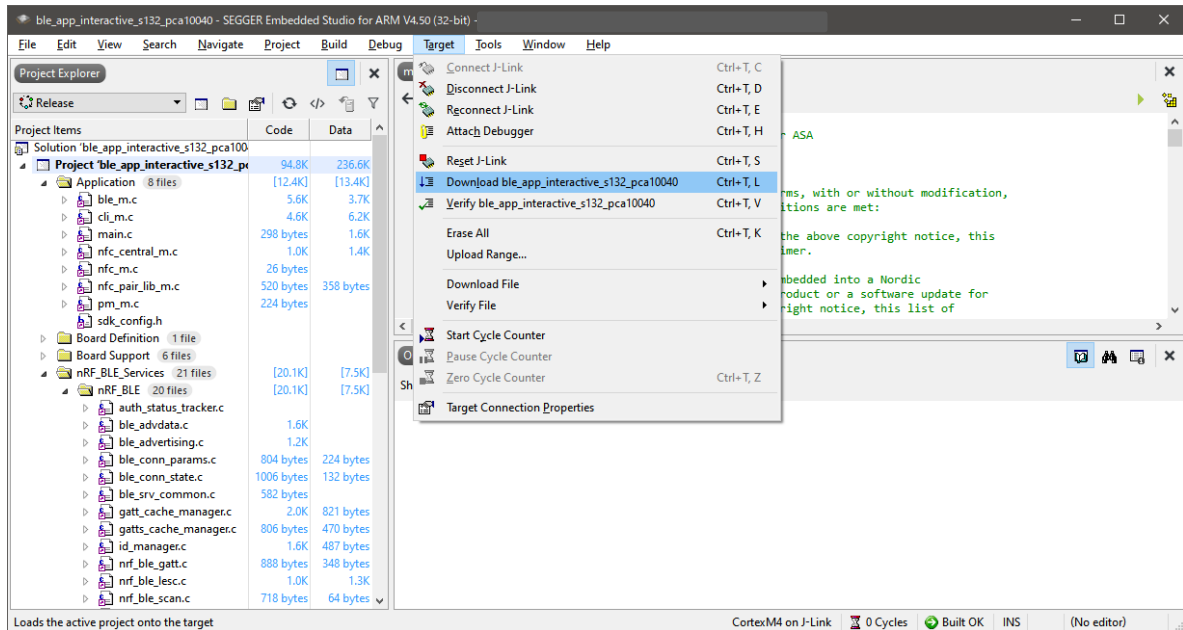 ble_app_interactive_s132_pca10040 - SEGGER Embedded Studio for ARM V4.50 (32-bit) -
File Edit View Search Navigate Project Build Debug Target Tools Window Help
Project Explorer
Release
Project Items Code Data
Solution 'ble_app_interactive_s132_pca100
Project 'ble_app_interactive_s132_p 94.8K 236.6K
Application 8 files [12.4K] [13.4K]
ble_m.c 5.6K 3.7K
cli_m.c 4.6K 6.2K
main.c 298 bytes 1.6K
nfc_central_m.c 1.0K 1.4K
nfc_m.c 26 bytes
nfc_pair_lib_m.c 520 bytes 358 bytes
pm_m.c 224 bytes
sdk_config.h
Board Definition 1 file
Board Support 6 files
nRF_BLE_Services 21 files [20.1K] [7.5K]
nRF_BLE 20 files [20.1K] [7.5K]
auth_status_tracker.c
ble_advdata.c 1.6K
ble_advertising.c 1.2K
ble_conn_params.c 804 bytes 224 bytes
ble_conn_state.c 1006 bytes 132 bytes
ble_srv_common.c 582 bytes
gatt_cache_manager.c 2.0K 821 bytes
gatts_cache_manager.c 806 bytes 470 bytes
id_manager.c 1.6K 487 bytes
nrf_ble_gatt.c 888 bytes 348 bytes
nrf_ble_lesc.c 1.0K 1.3K
nrf_ble_scan.c 718 bytes 64 bytes
Connect J-Link Ctrl+T, C
Disconnect J-Link Ctrl+T, D
Reconnect J-Link Ctrl+T, E
Attach Debugger Ctrl+T, H
Reset J-Link Ctrl+T, S
Download ble_app_interactive_s132_pca10040 Ctrl+T, L
Verify ble_app_interactive_s132_pca10040 Ctrl+T, V
Erase All Ctrl+T, K
Upload Range...
Download File
Verify File
Start Cycle Counter
Pause Cycle Counter
Zero Cycle Counter Ctrl+T, Z
Target Connection Properties
m
r ASA
rms, with or without modification,
itions are met:
the above copyright notice, this
imer.
mbedded into a Nordic
roduct or a software update for
right notice, this list of
O
Sh
Loads the active project onto the target CortexM4 on J-Link 0 Cycles Built OK INS (No editor)